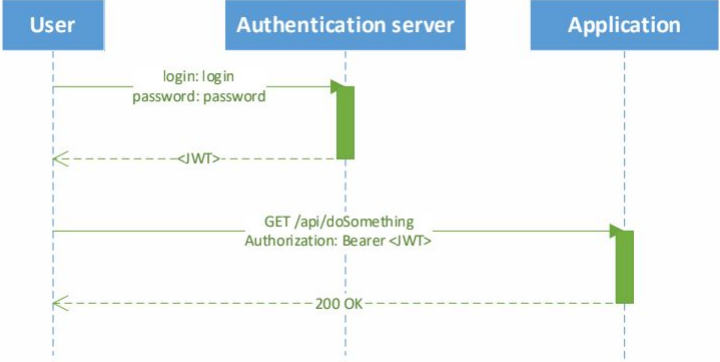 User
Authentication server
Application
login: login
password: password
<JWT>
GET /api/doSomething
Authorization: Bearer <JWT>
200 OK